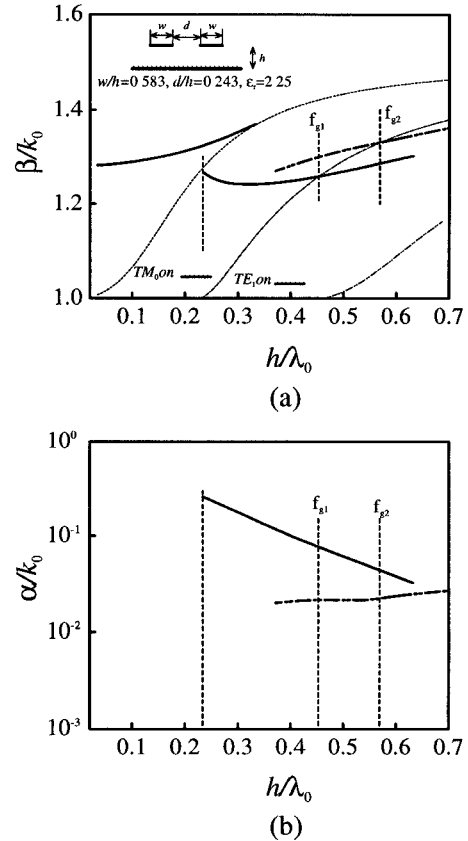 (a)
w d w
h
w/h=0 583, d/h=0 243, εr=2 25
1.6
1.4
1.2
1.0
β/k0
fg1
fg2
TM0on
TE1on
0.1 0.2 0.3 0.4 0.5 0.6 0.7
h/λ0
(a)
10^0
10^-1
10^-2
10^-3
α/k0
fg1
fg2
0.1 0.2 0.3 0.4 0.5 0.6 0.7
h/λ0
(b)